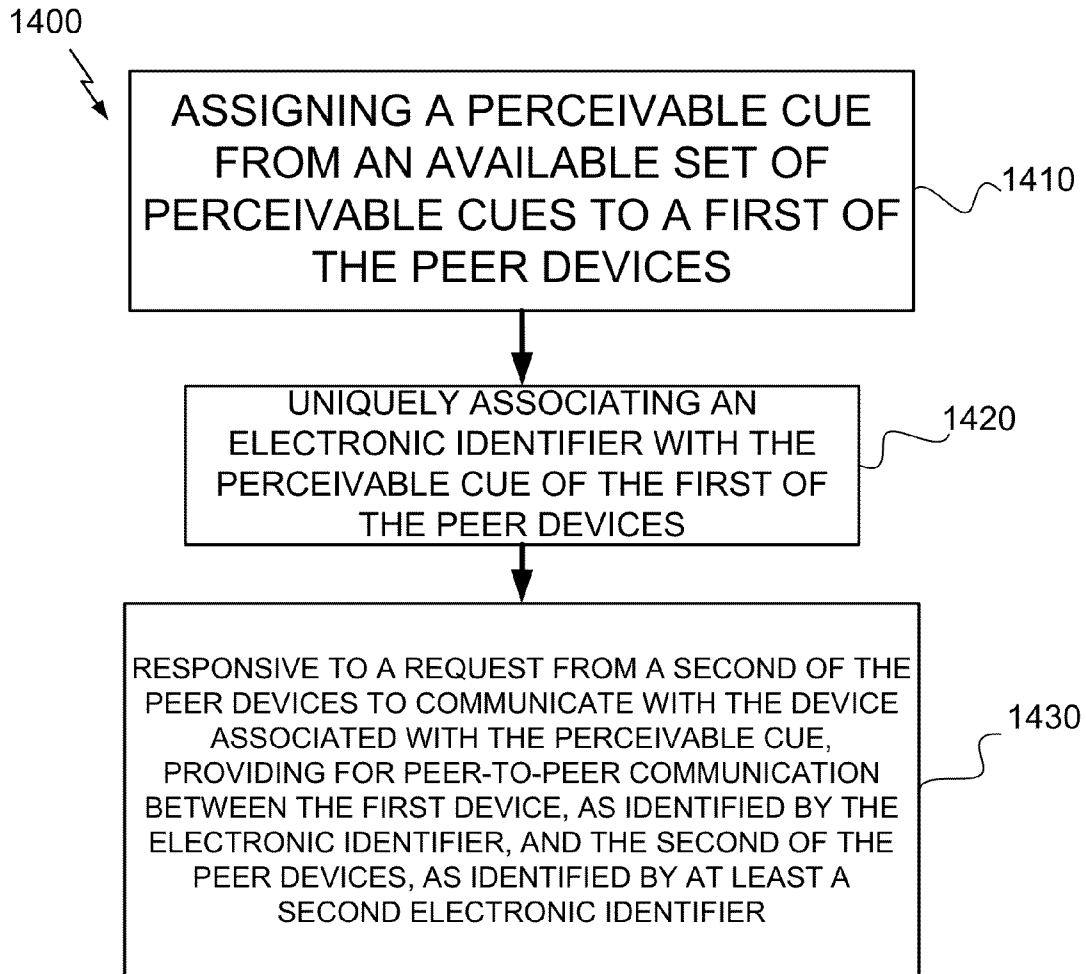 1400
ASSIGNING A PERCEIVABLE CUE
FROM AN AVAILABLE SET OF
PERCEIVABLE CUES TO A FIRST OF
THE PEER DEVICES
1410
UNIQUELY ASSOCIATING AN
ELECTRONIC IDENTIFIER WITH THE
PERCEIVABLE CUE OF THE FIRST OF
THE PEER DEVICES
1420
RESPONSIVE TO A REQUEST FROM A SECOND OF THE
PEER DEVICES TO COMMUNICATE WITH THE DEVICE
ASSOCIATED WITH THE PERCEIVABLE CUE,
PROVIDING FOR PEER-TO-PEER COMMUNICATION
BETWEEN THE FIRST DEVICE, AS IDENTIFIED BY THE
ELECTRONIC IDENTIFIER, AND THE SECOND OF THE
PEER DEVICES, AS IDENTIFIED BY AT LEAST A
SECOND ELECTRONIC IDENTIFIER
1430